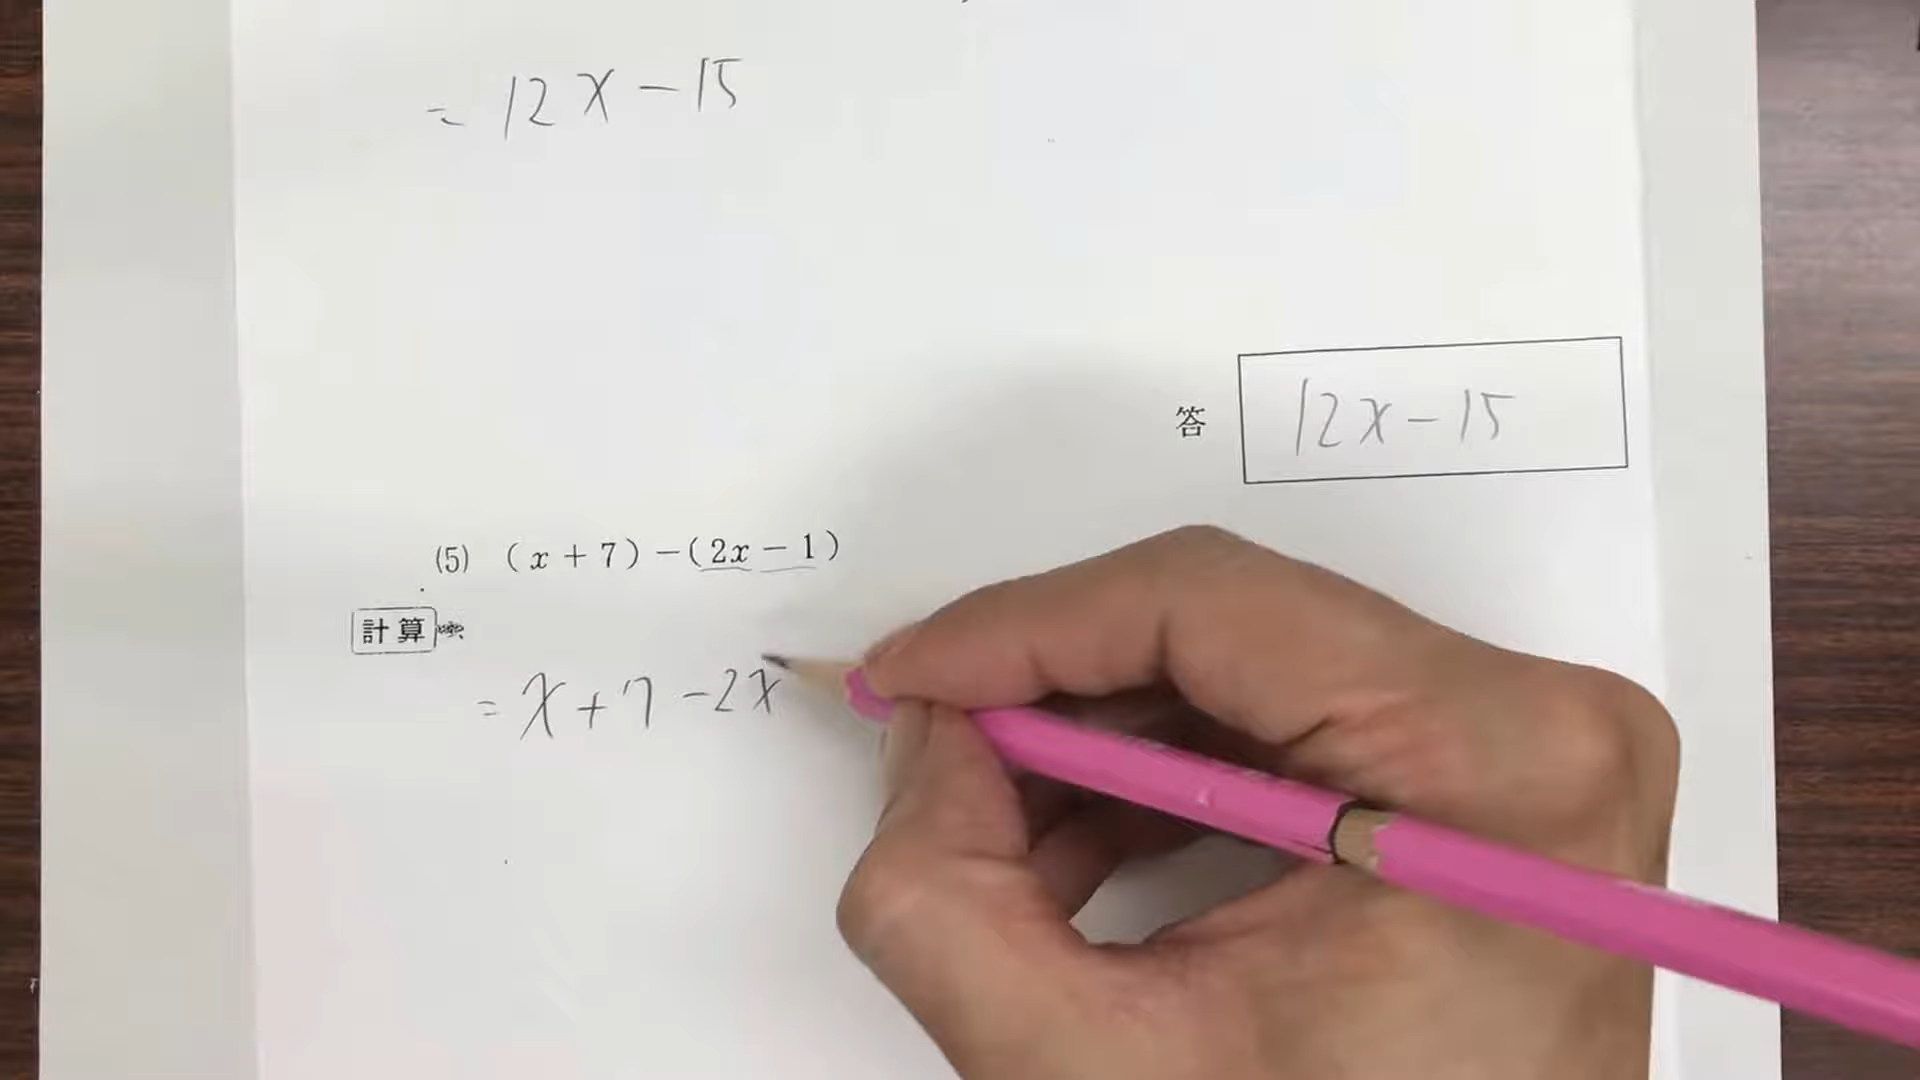 = 12x - 15
答 12x - 15
(5) (x + 7) - (2x - 1)
計算
= x + 7 - 2x